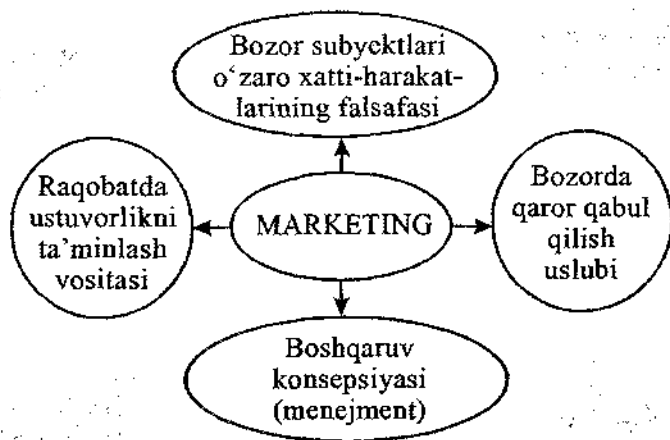 Bozor subyektlari
o‘zaro xatti-harakat-
larining falsafasi
Raqobatda
ustuvorlikni
ta’minlash
vositasi
MARKETING
Bozorda
qaror qabul
qilish
uslubi
Boshqaruv
konsepsiyasi
(menejment)